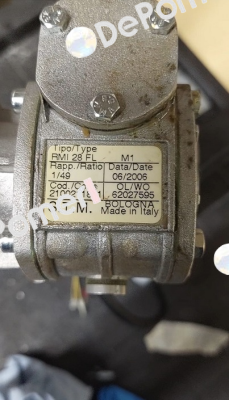 DePom
Tipo/Type
RMI 28 FL M1
Rapp./Ratio Data/Date
1/49 06/2006
OL/WO
62027595
S.T.M. BOLOGNA
Made in Italy